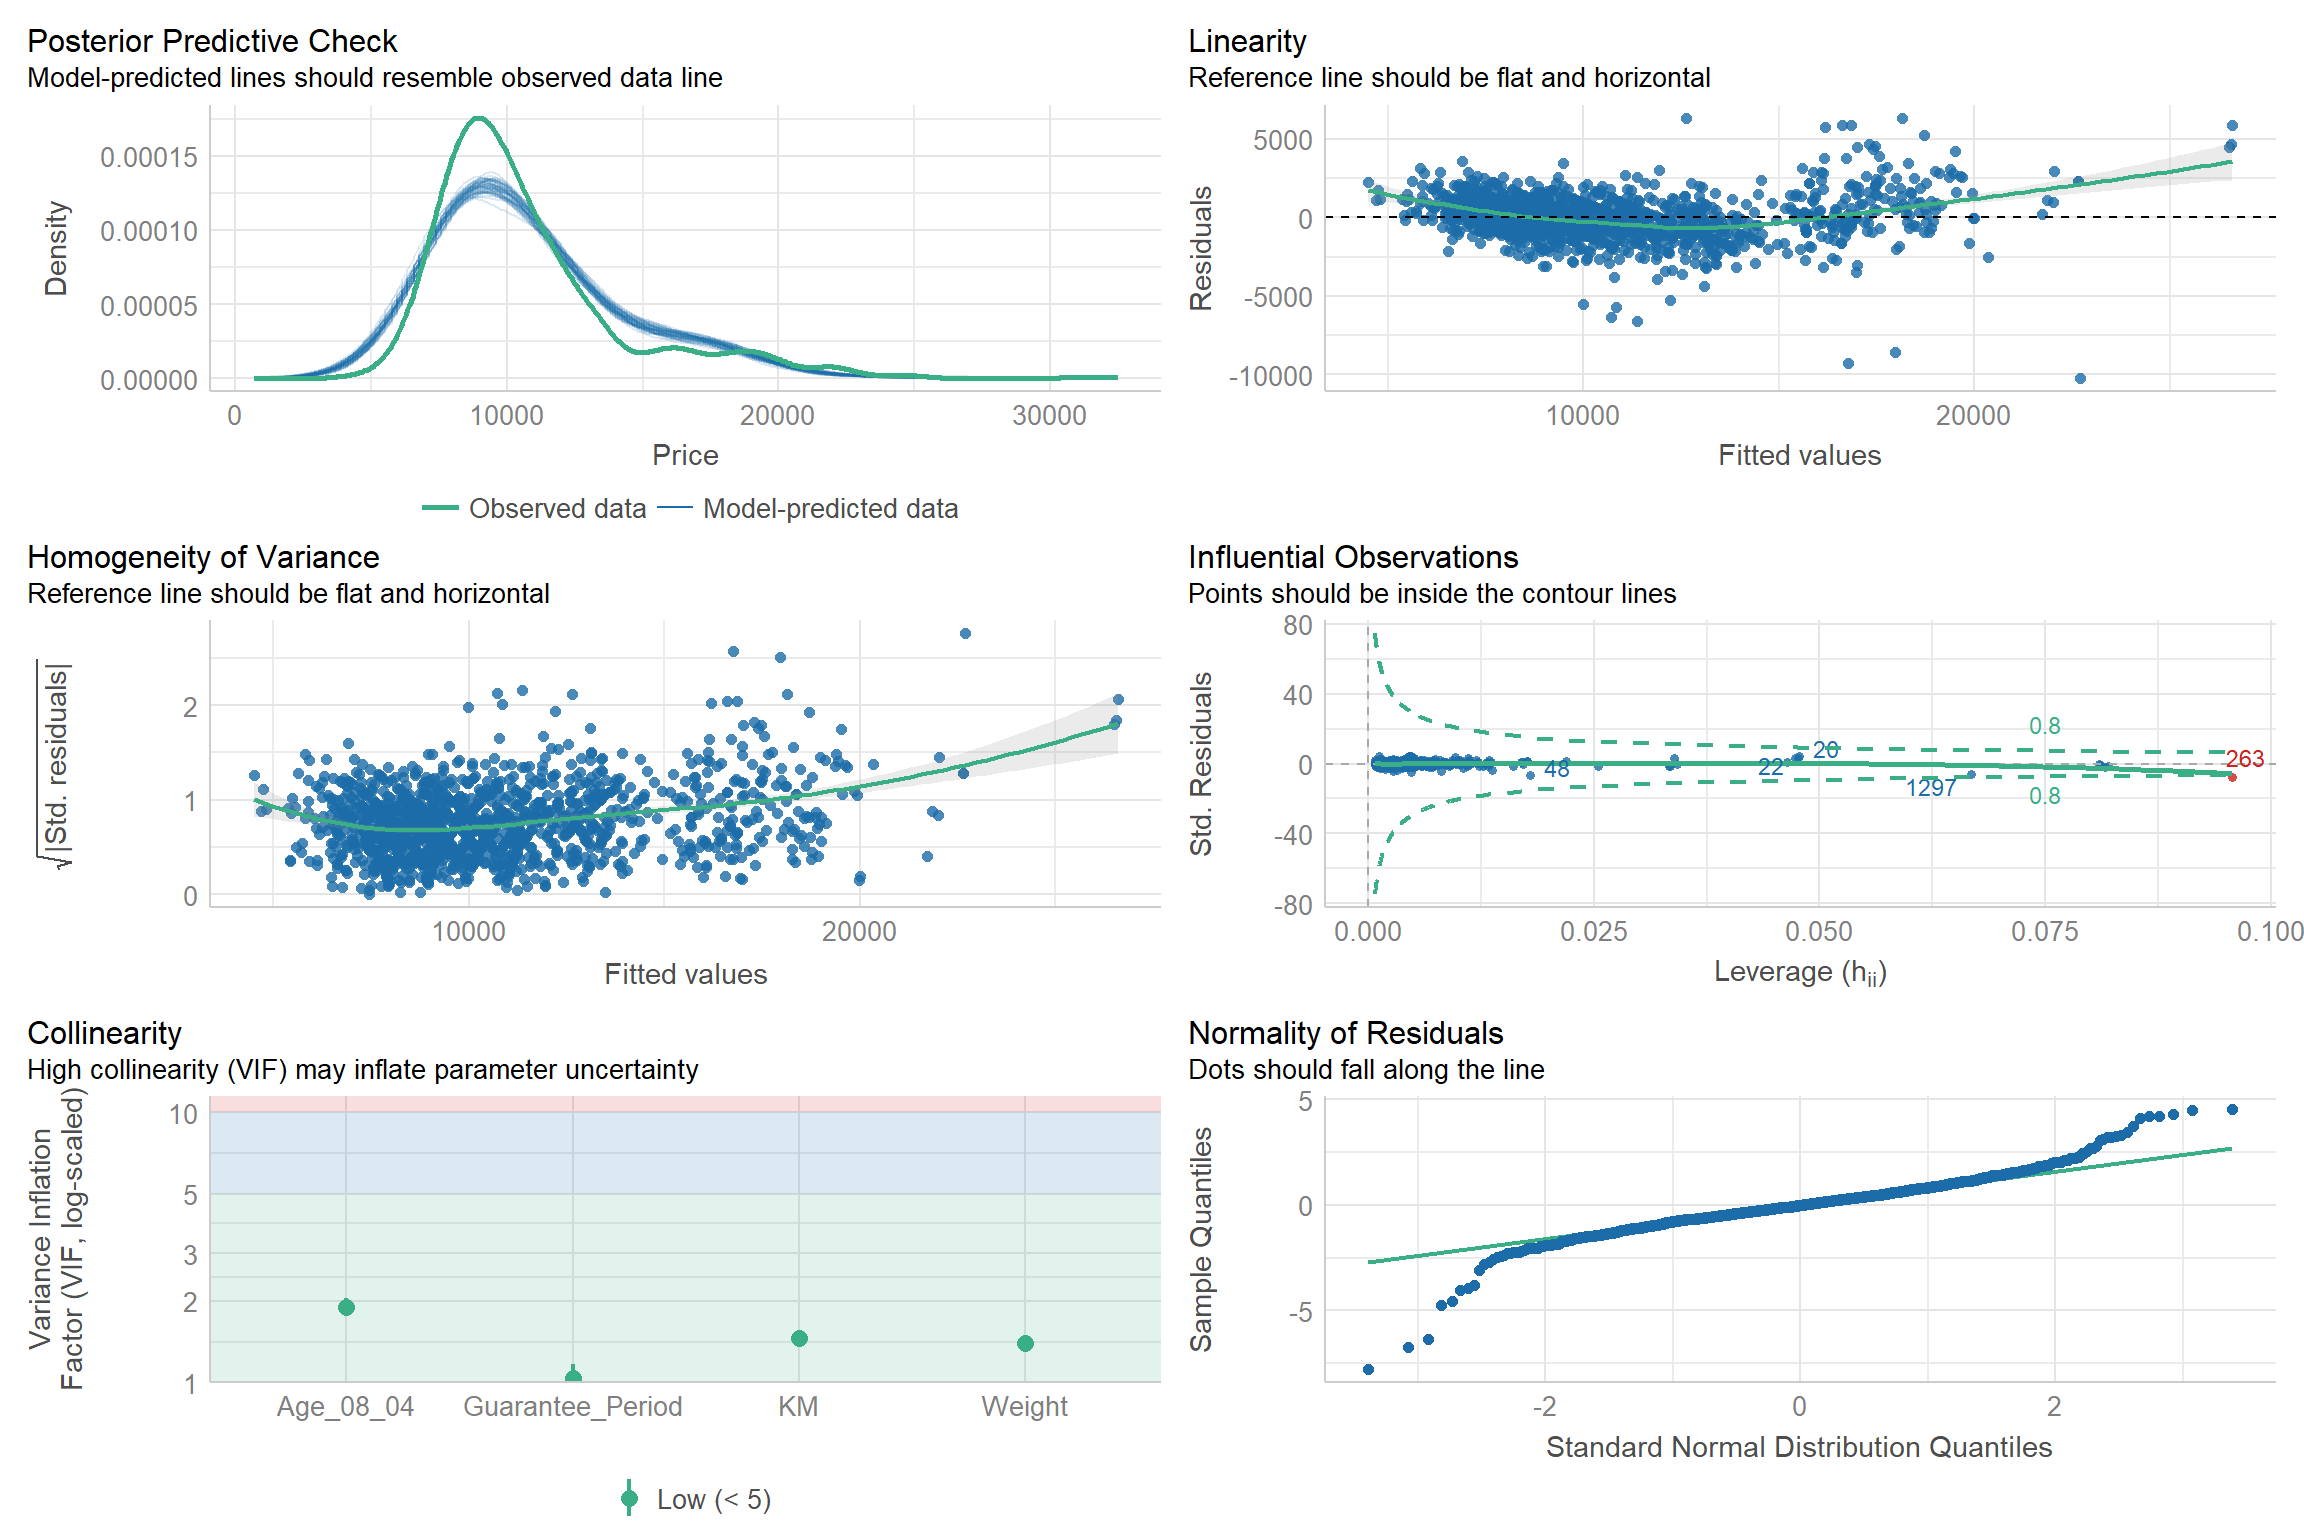 Posterior Predictive Check
Model-predicted lines should resemble observed data line
Density
0.00015
0.00010
0.00005
0.00000
0
10000
20000
30000
Price
Observed data
Model-predicted data
Linearity
Reference line should be flat and horizontal
Residuals
5000
0
-5000
-10000
10000
20000
Fitted values
Homogeneity of Variance
Reference line should be flat and horizontal
√|Std. residuals|
2
1
0
10000
20000
Fitted values
Influential Observations
Points should be inside the contour lines
Std. Residuals
80
40
0
-40
-80
0.8
20
263
48
22
1297
0.8
0.000
0.025
0.050
0.075
0.100
Leverage (hii)
Collinearity
High collinearity (VIF) may inflate parameter uncertainty
Variance Inflation
Factor (VIF, log-scaled)
10
5
3
2
1
Age_08_04
Guarantee_Period
KM
Weight
Low (< 5)
Normality of Residuals
Dots should fall along the line
Sample Quantiles
5
0
-5
-2
0
2
Standard Normal Distribution Quantiles